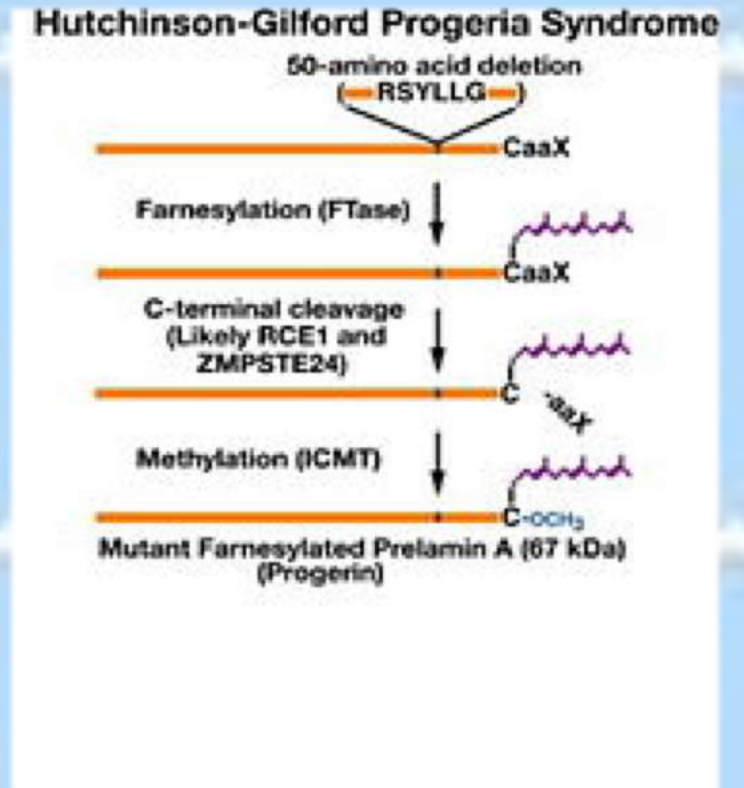 Hutchinson-Gilford Progeria Syndrome
50-amino acid deletion
(-RSYLLG-)
CaaX
Farnesylation (FTase)
CaaX
C-terminal cleavage
(Likely RCE1 and
ZMPSTE24)
C -aaX
Methylation (ICMT)
C-OCH3
Mutant Farnesylated Prelamin A (67 kDa)
(Progerin)